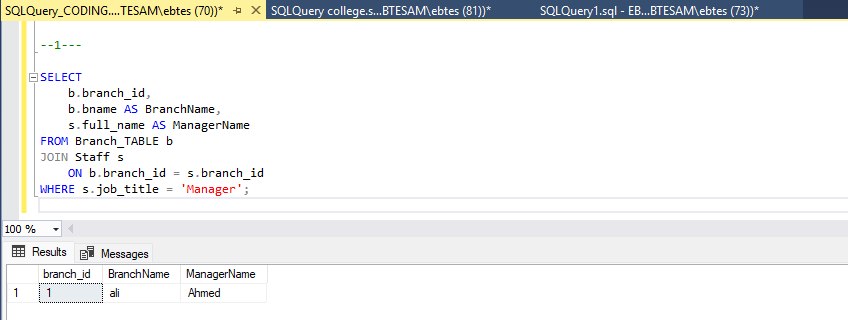 SQLQuery_CODING....TESAM\ebtes (70))* SQLQuery college.s...BTESAM\ebtes (81))* SQLQuery1.sql - EB...BTESAM\ebtes (73))*
--1---
SELECT
b.branch_id,
b.bname AS BranchName,
s.full_name AS ManagerName
FROM Branch_TABLE b
JOIN Staff s
ON b.branch_id = s.branch_id
WHERE s.job_title = 'Manager';
100 %
Results Messages
branch_id BranchName ManagerName
1 1 ali Ahmed